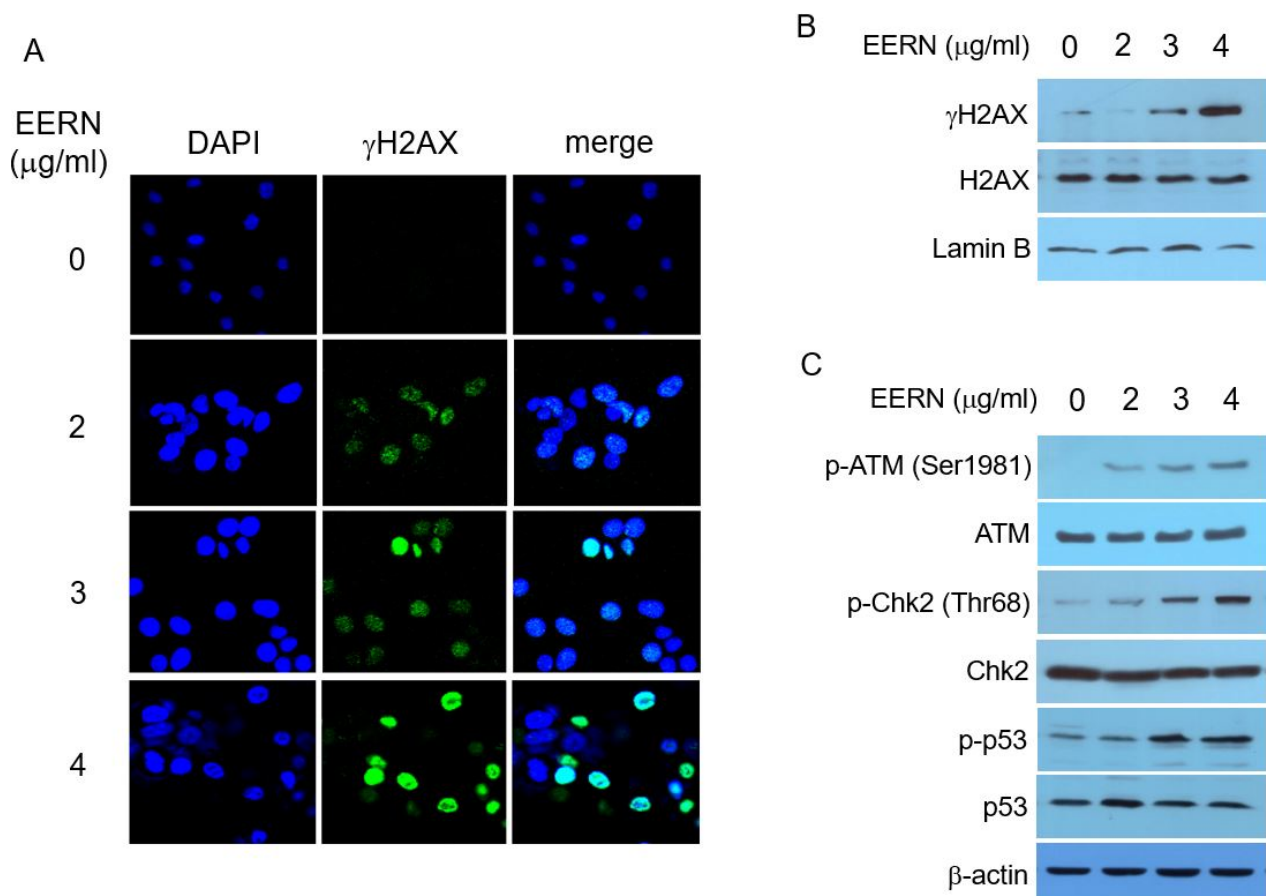 A
EERN
(μg/ml)
DAPI
γH2AX
merge
0
2
3
4
B
EERN (μg/ml) 0 2 3 4
γH2AX
H2AX
Lamin B
C
EERN (μg/ml) 0 2 3 4
p-ATM (Ser1981)
ATM
p-Chk2 (Thr68)
Chk2
p-p53
p53
β-actin